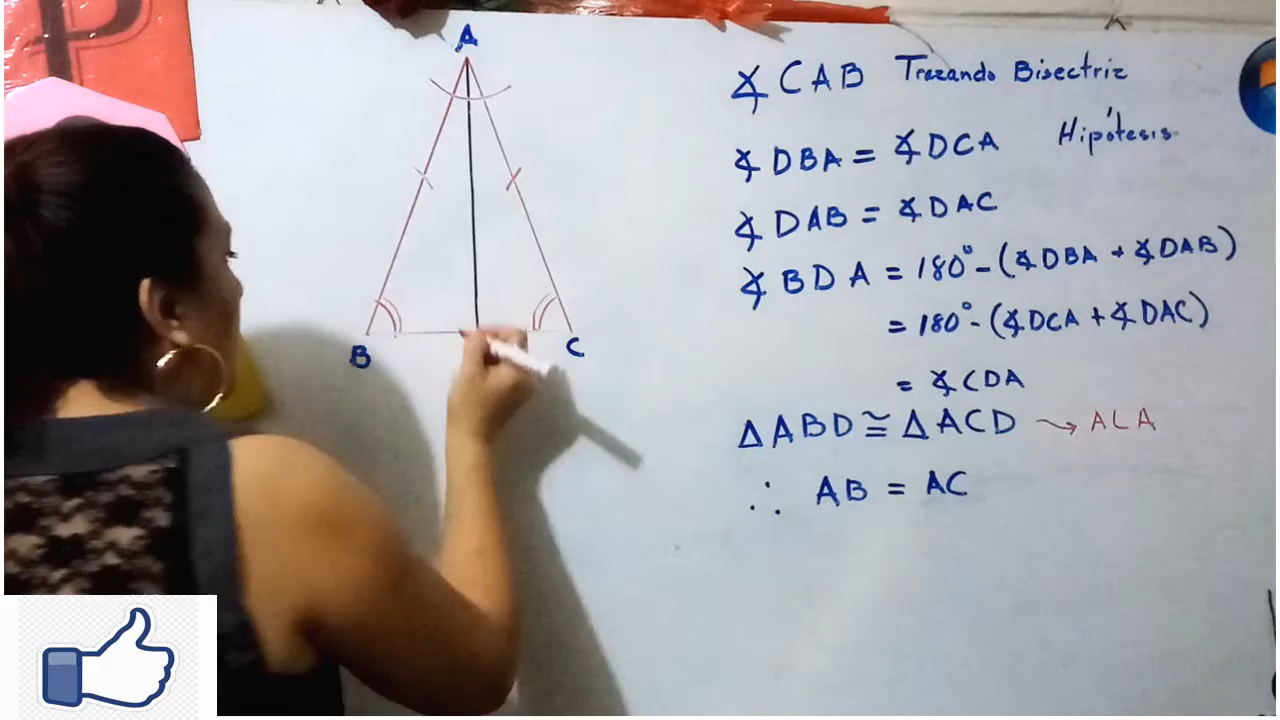 A
B
C
∡ CAB Trazando Bisectriz
∡ DBA = ∡ DCA Hipótesis
∡ DAB = ∡ DAC
∡ BDA = 180° - (∡ DBA + ∡ DAB)
= 180° - (∡ DCA + ∡ DAC)
= ∡ CDA
Δ ABD ≅ Δ ACD → ALA
∴ AB = AC